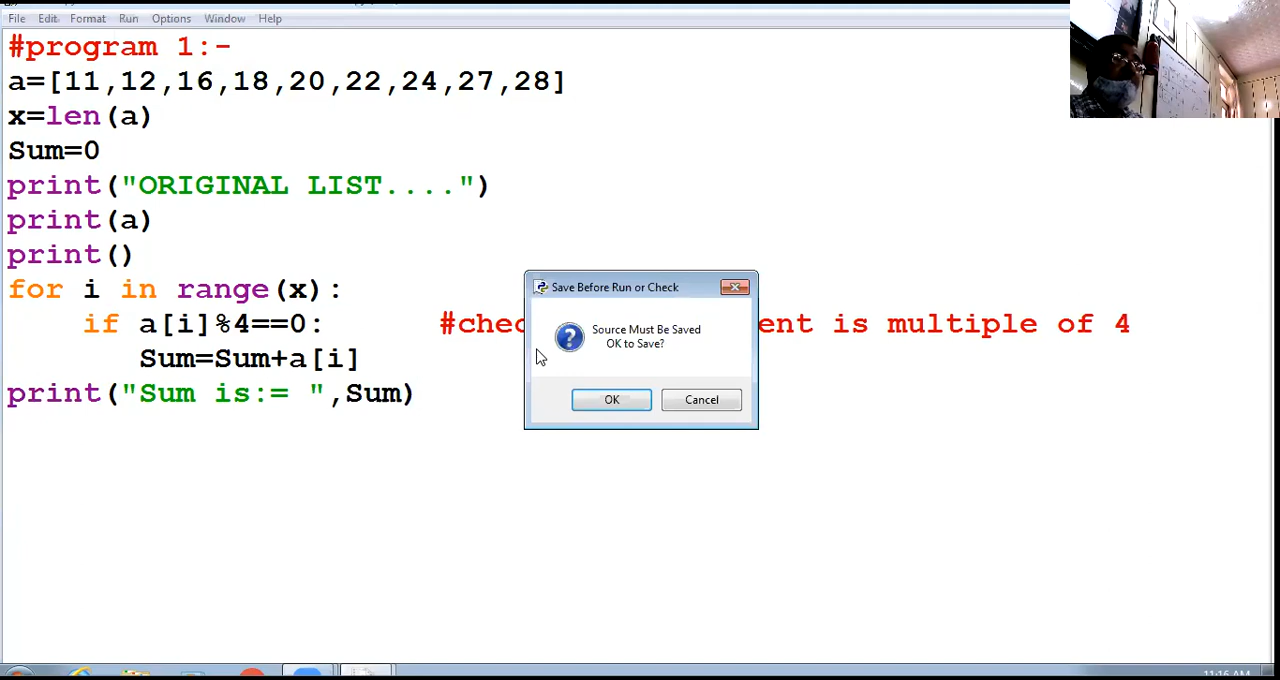 File Edit Format Run Options Window Help
#program 1:-
a=[11,12,16,18,20,22,24,27,28]
x=len(a)
Sum=0
print("ORIGINAL LIST....")
print(a)
print()
for i in range(x):
if a[i]%4==0: #chec ent is multiple of 4
Sum=Sum+a[i]
print("Sum is:= ",Sum)
Save Before Run or Check
Source Must Be Saved
OK to Save?
OK Cancel
11:16 AM